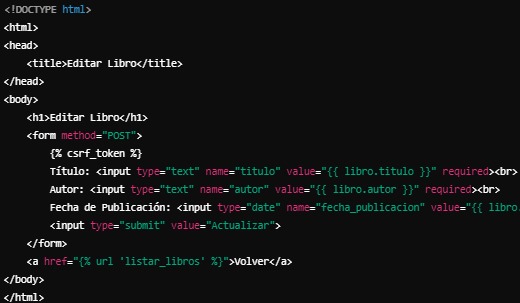 <!DOCTYPE html>
<html>
<head>
    <title>Editar Libro</title>
</head>
<body>
    <h1>Editar Libro</h1>
    <form method="POST">
        {% csrf_token %}
        Título: <input type="text" name="titulo" value="{{ libro.titulo }}" required><br>
        Autor: <input type="text" name="autor" value="{{ libro.autor }}" required><br>
        Fecha de Publicación: <input type="date" name="fecha_publicacion" value="{{ libro.
        <input type="submit" value="Actualizar">
    </form>
    <a href="{% url 'listar_libros' %}">Volver</a>
</body>
</html>